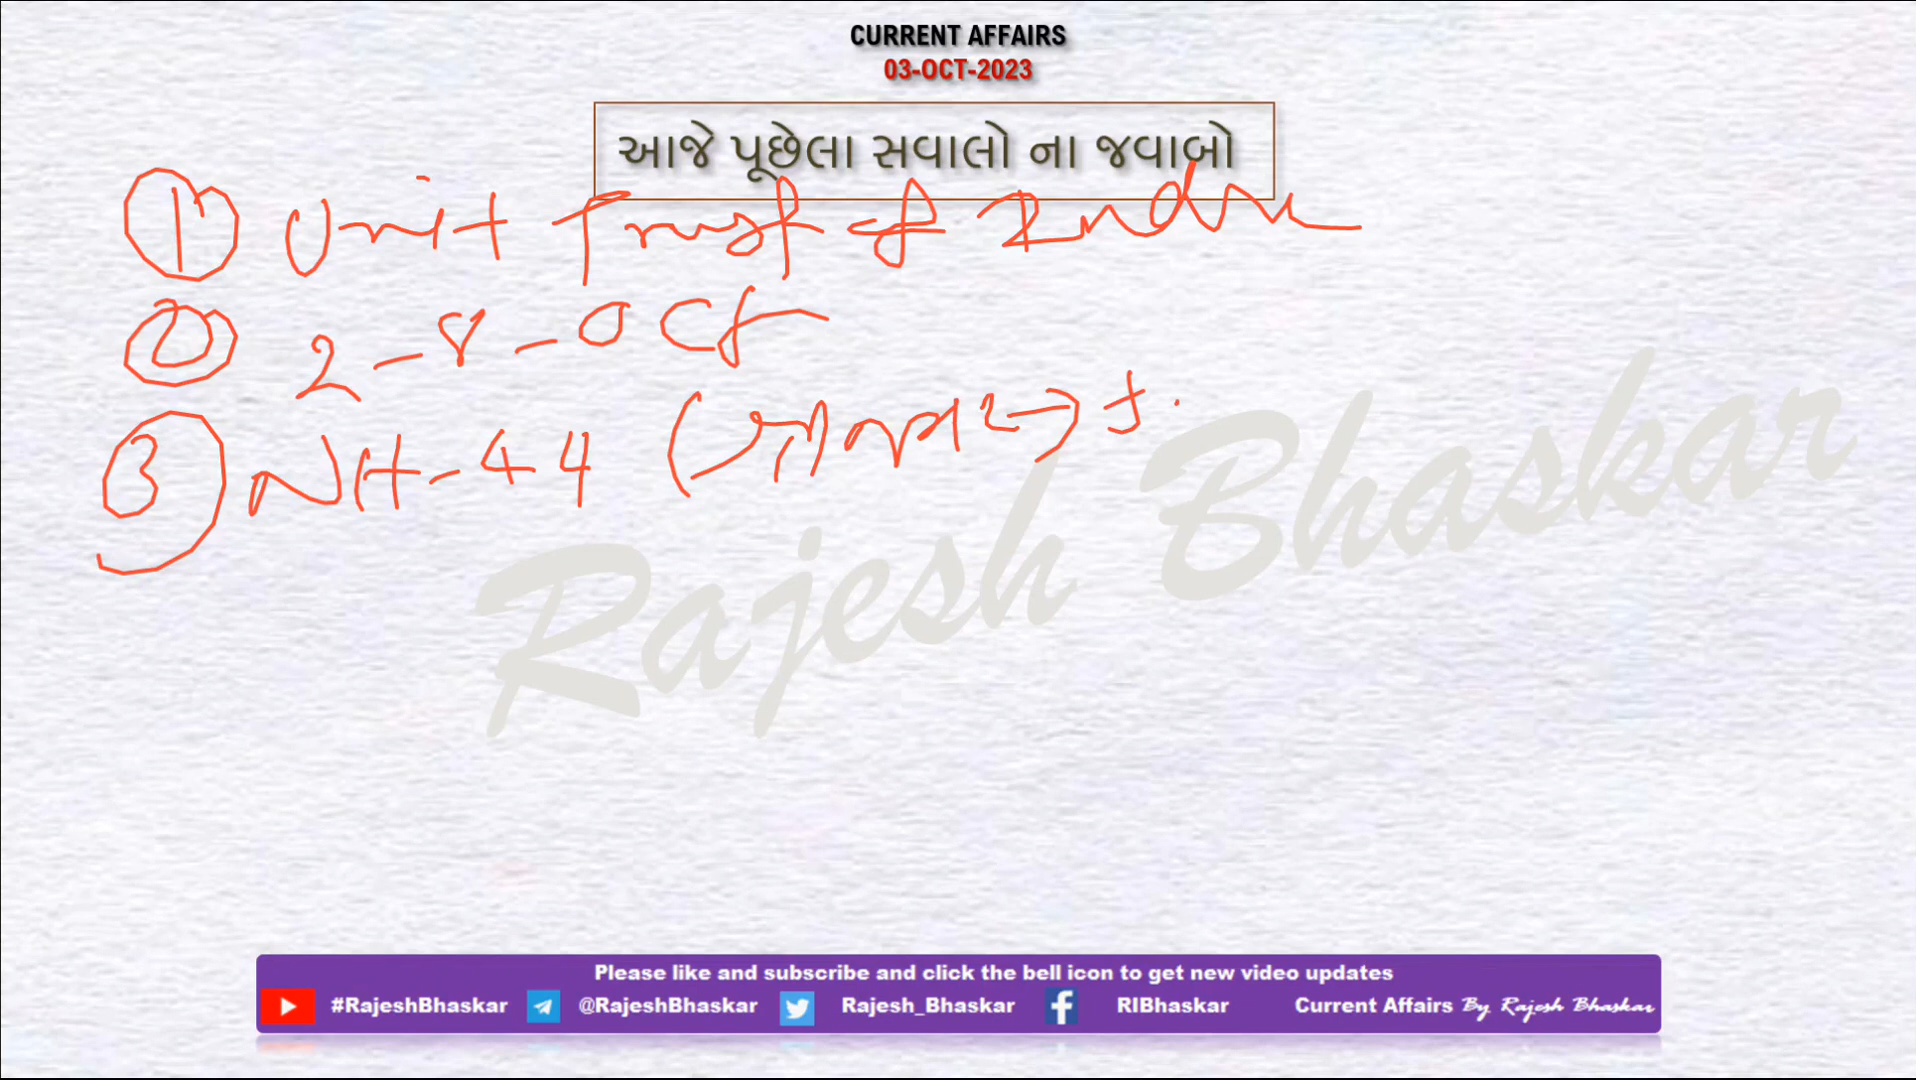 CURRENT AFFAIRS
03-OCT-2023
આજે પૂછેલા સવાલો ના જવાબો
1 Unit Trust of India
2 2-8-OCT
3 NH-44
Rajesh Bhaskar
Please like and subscribe and click the bell icon to get new video updates
#RajeshBhaskar @RajeshBhaskar Rajesh_Bhaskar RIBhaskar Current Affairs By Rajesh Bhaskar